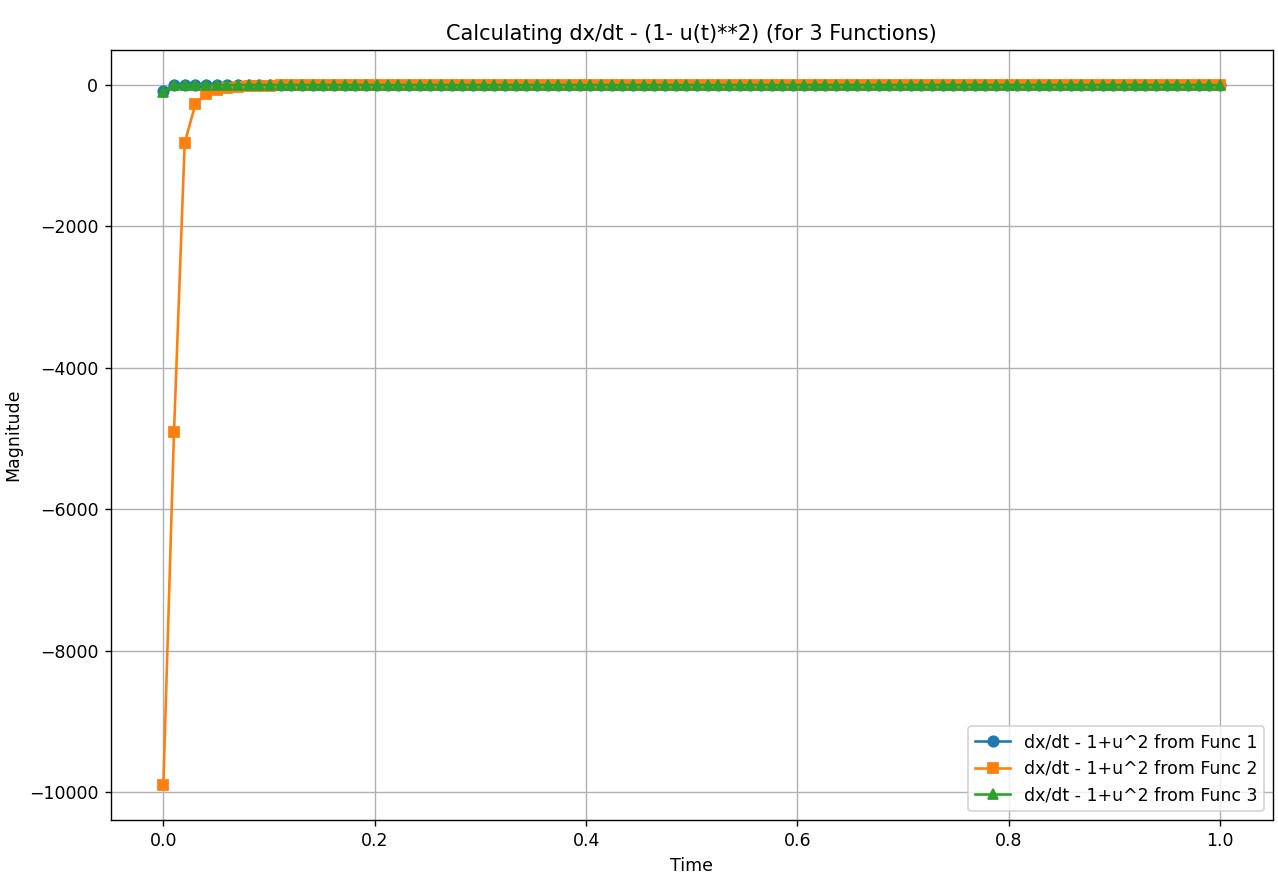 Calculating dx/dt - (1- u(t)**2) (for 3 Functions)
0
−2000
−4000
−6000
−8000
−10000
Magnitude
0.0 0.2 0.4 0.6 0.8 1.0
Time
dx/dt - 1+u^2 from Func 1
dx/dt - 1+u^2 from Func 2
dx/dt - 1+u^2 from Func 3